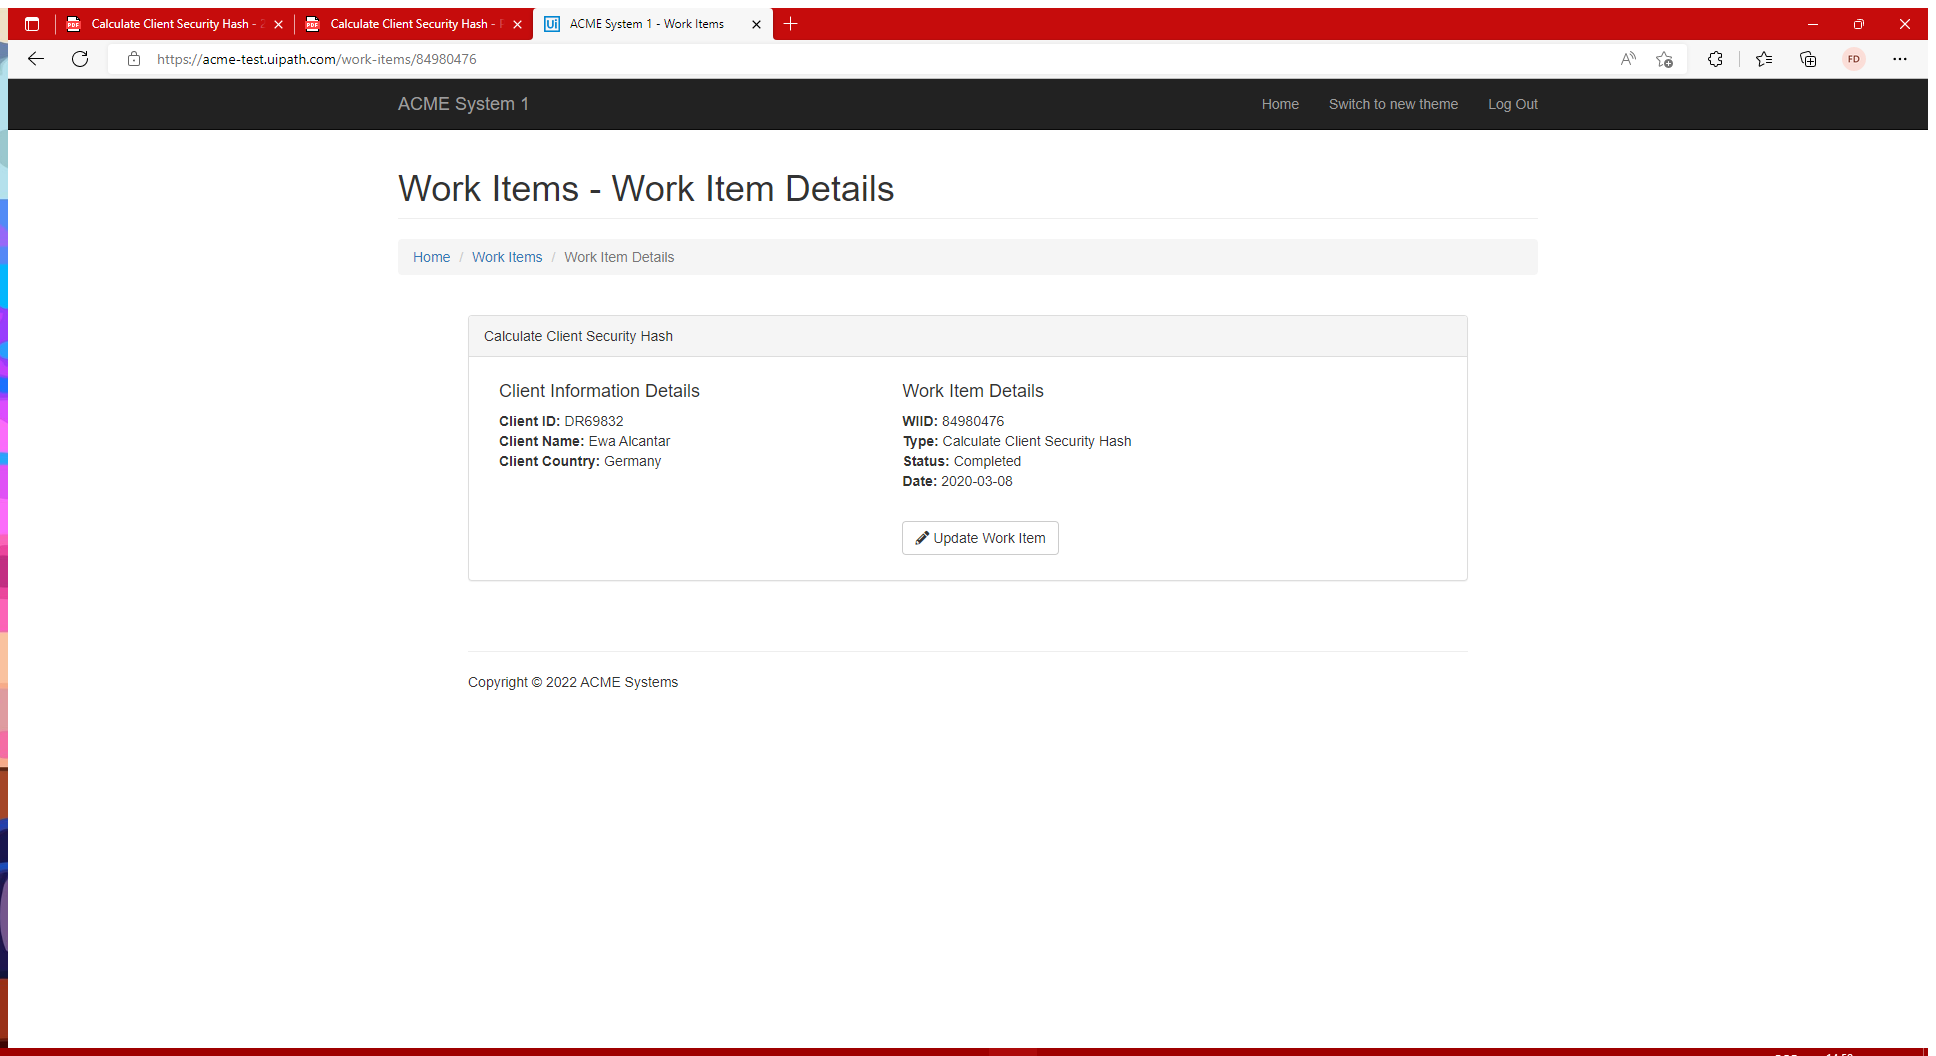 Calculate Client Security Hash -
Calculate Client Security Hash -
Ui
ACME System 1 - Work Items
https://acme-test.uipath.com/work-items/84980476
FD
ACME System 1
Home
Switch to new theme
Log Out
Work Items - Work Item Details
Home / Work Items / Work Item Details
Calculate Client Security Hash
Client Information Details
Client ID: DR69832
Client Name: Ewa Alcantar
Client Country: Germany
Work Item Details
WIID: 84980476
Type: Calculate Client Security Hash
Status: Completed
Date: 2020-03-08
Update Work Item
Copyright © 2022 ACME Systems